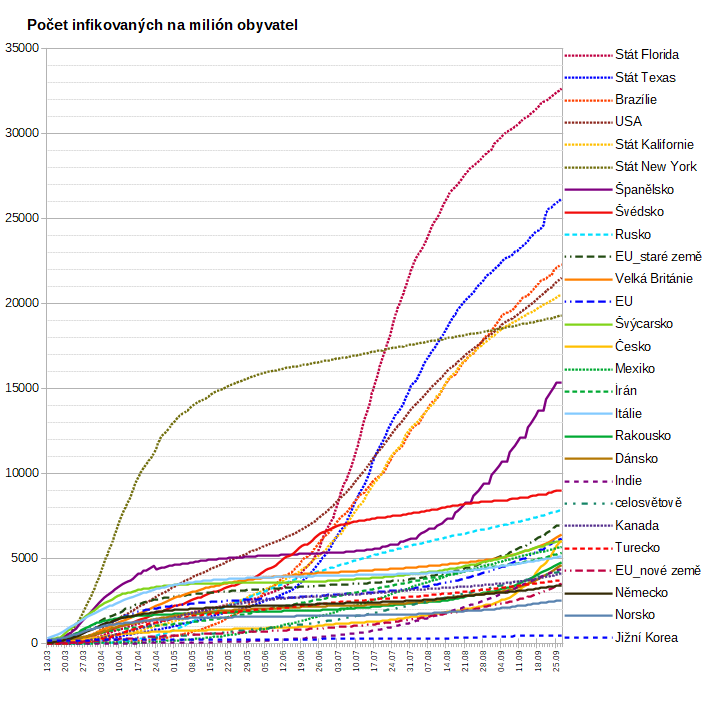 Počet infikovaných na milión obyvatel
35000
30000
25000
20000
15000
10000
5000
0
13.03
20.03
27.03
03.04
10.04
17.04
24.04
01.05
08.05
15.05
22.05
29.05
05.06
12.06
19.06
26.06
03.07
10.07
17.07
24.07
31.07
07.08
14.08
21.08
28.08
04.09
11.09
18.09
25.09
Stát Florida
Stát Texas
Brazílie
USA
Stát Kalifornie
Stát New York
Španělsko
Švédsko
Rusko
EU_staré země
Velká Británie
EU
Švýcarsko
Česko
Mexiko
Írán
Itálie
Rakousko
Dánsko
Indie
celosvětově
Kanada
Turecko
EU_nové země
Německo
Norsko
Jižní Korea